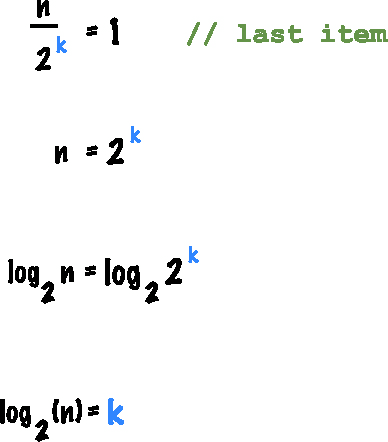 n/2^k = 1 // last item
n = 2^k
log₂ n = log₂ 2^k
log₂(n) = k